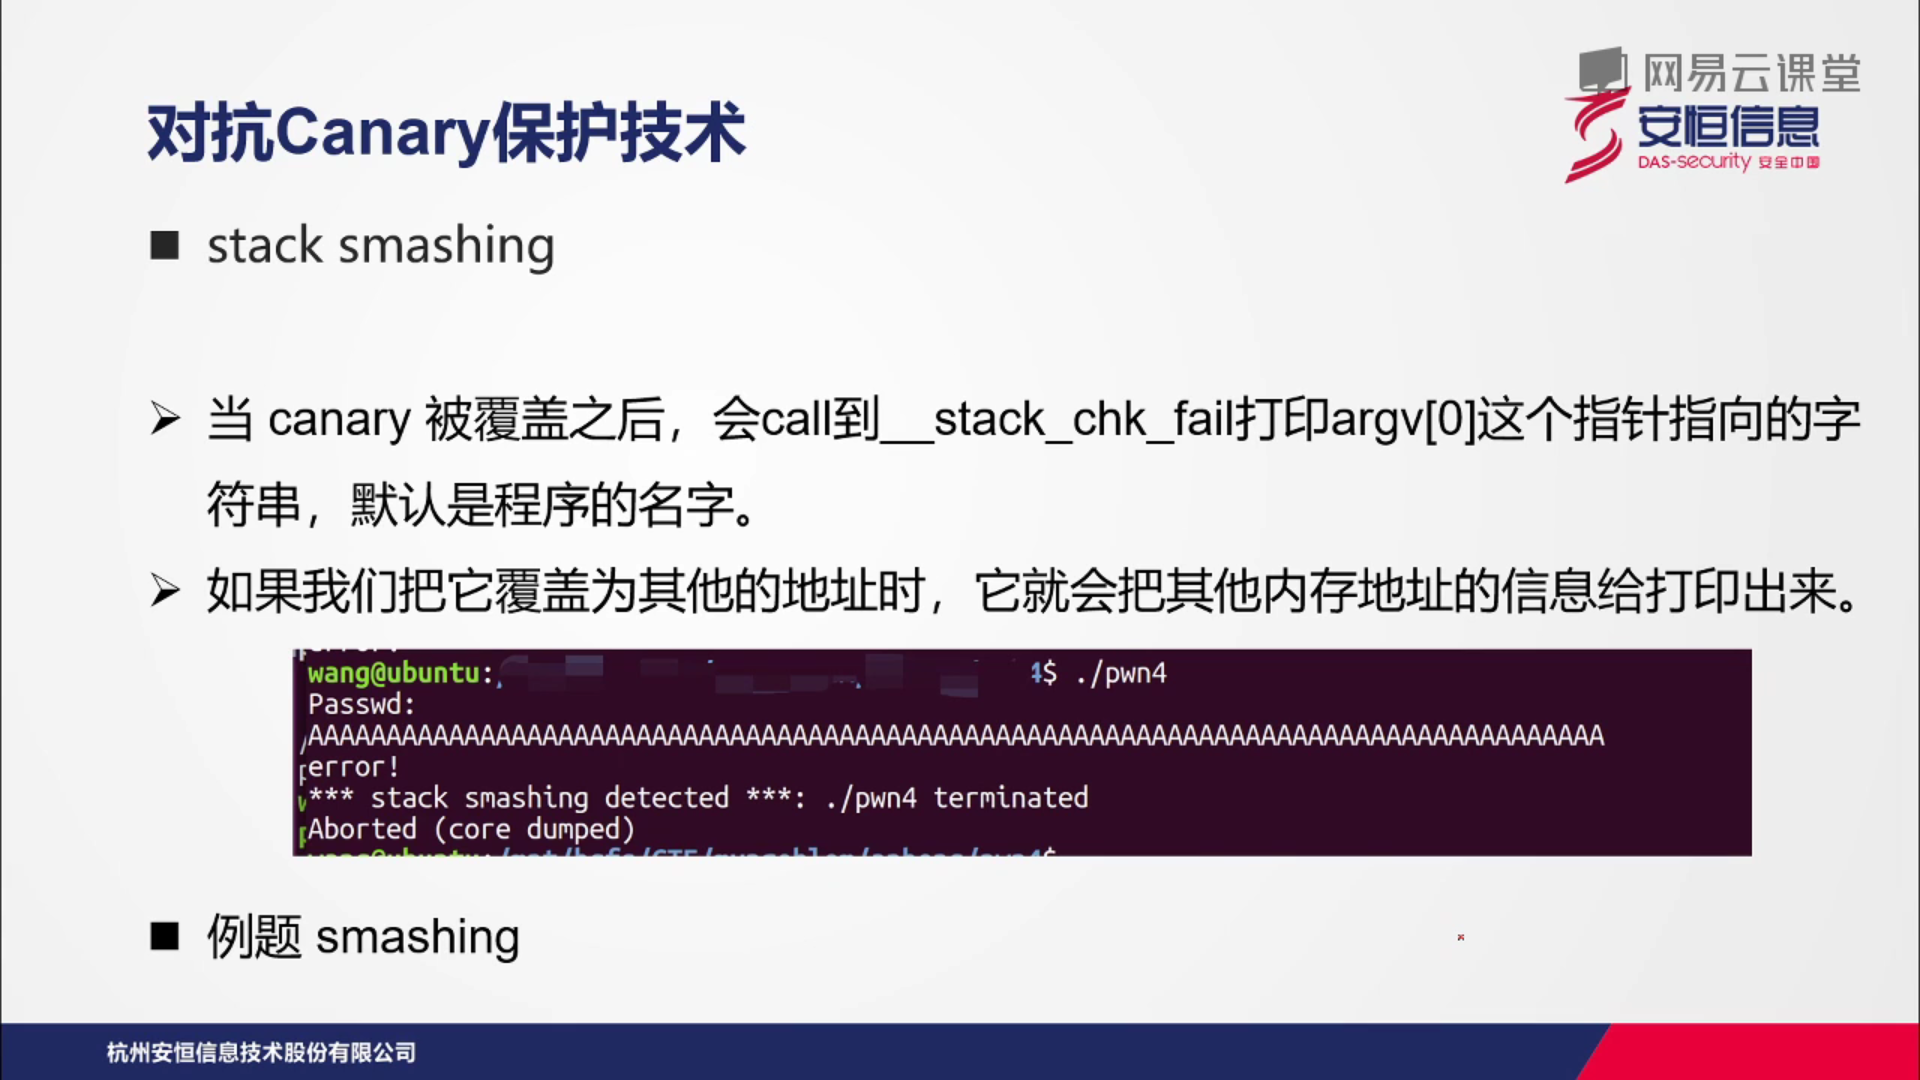 网易云课堂
安恒信息
DAS-security 安全中国
对抗Canary保护技术
stack smashing
当 canary 被覆盖之后，会call到__stack_chk_fail打印argv[0]这个指针指向的字
符串，默认是程序的名字。
如果我们把它覆盖为其他的地址时，它就会把其他内存地址的信息给打印出来。
wang@ubuntu: 4$ ./pwn4
Passwd:
AAAAAAAAAAAAAAAAAAAAAAAAAAAAAAAAAAAAAAAAAAAAAAAAAAAAAAAAAAAAAAAAAAAAAAAAAAAAAAAAAAA
error!
*** stack smashing detected ***: ./pwn4 terminated
Aborted (core dumped)
例题 smashing
杭州安恒信息技术股份有限公司